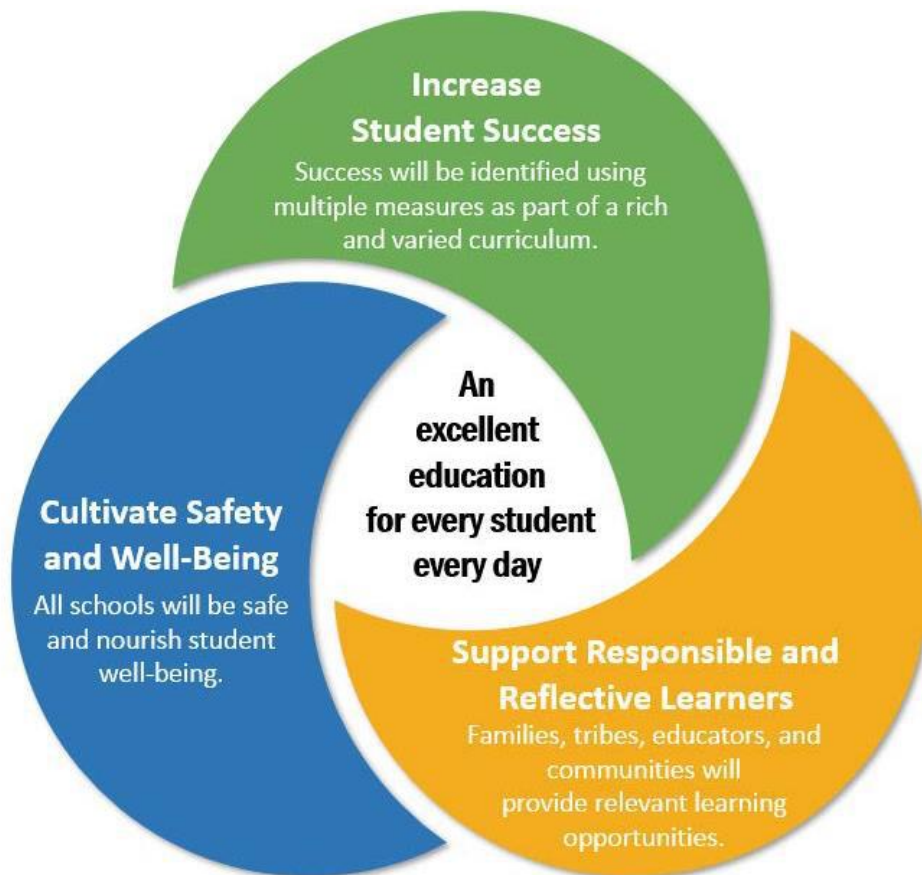 Increase
Student Success
Success will be identified using
multiple measures as part of a rich
and varied curriculum.
An
excellent
education
for every student
every day
Cultivate Safety
and Well-Being
All schools will be safe
and nourish student
well-being.
Support Responsible and
Reflective Learners
Families, tribes, educators, and
communities will
provide relevant learning
opportunities.